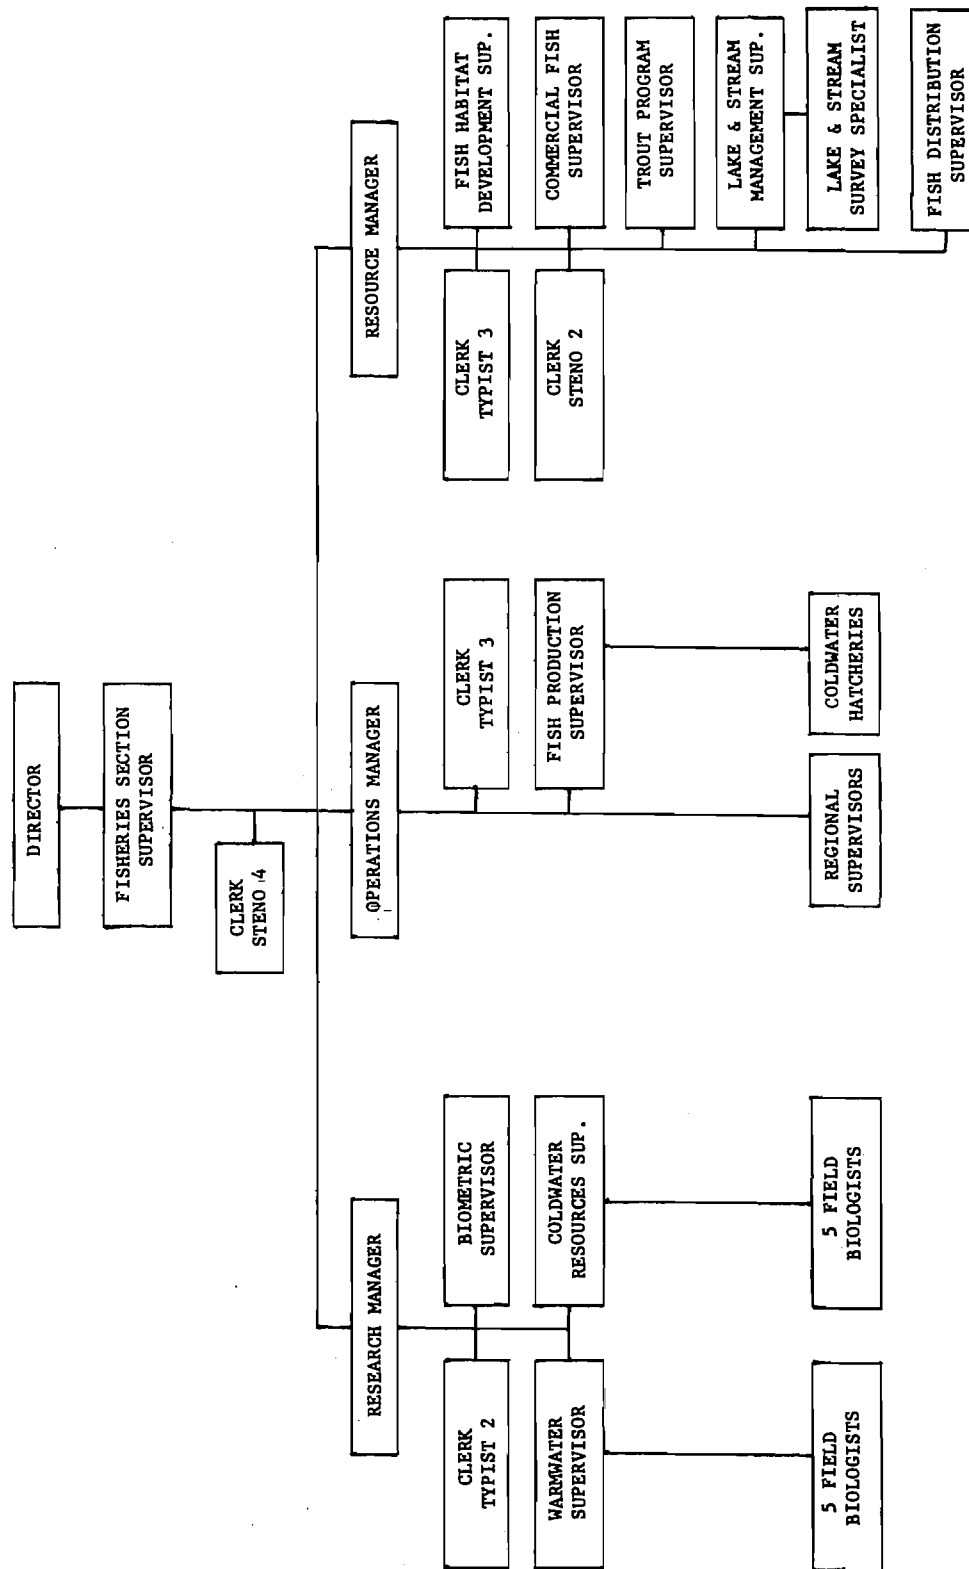 DIRECTOR
FISHERIES SECTION
SUPERVISOR
CLERK
STENO 4
RESEARCH MANAGER
OPERATIONS MANAGER
RESOURCE MANAGER
CLERK
TYPIST 2
BIOMETRIC
SUPERVISOR
WARMWATER
SUPERVISOR
COLDWATER
RESOURCES SUP.
5 FIELD
BIOLOGISTS
5 FIELD
BIOLOGISTS
CLERK
TYPIST 3
FISH PRODUCTION
SUPERVISOR
REGIONAL
SUPERVISORS
COLDWATER
HATCHERIES
CLERK
TYPIST 3
FISH HABITAT
DEVELOPMENT SUP.
CLERK
STENO 2
COMMERCIAL FISH
SUPERVISOR
TROUT PROGRAM
SUPERVISOR
LAKE & STREAM
MANAGEMENT SUP.
LAKE & STREAM
SURVEY SPECIALIST
FISH DISTRIBUTION
SUPERVISOR